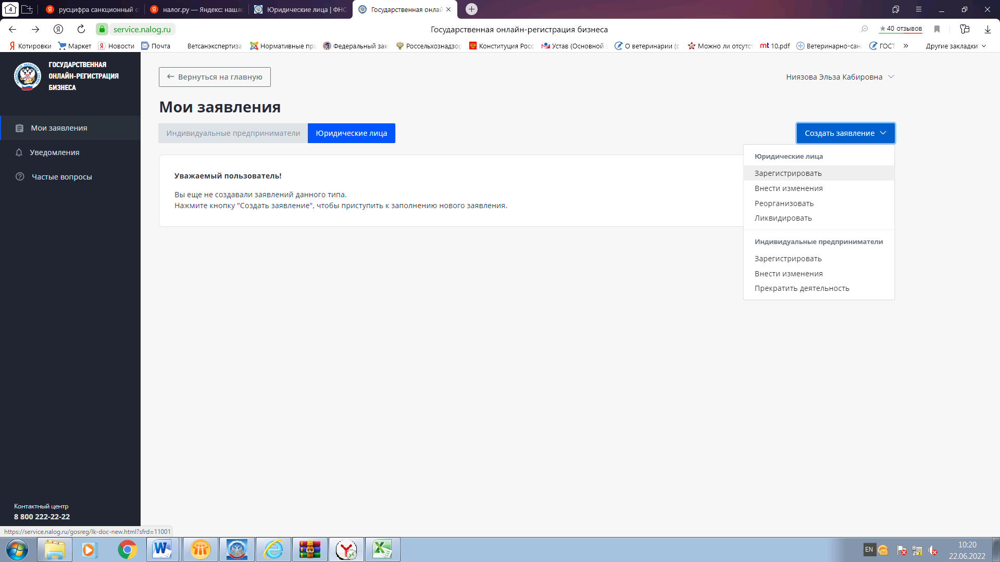 4
русцифра санкционный
налог.ру — Яндекс: нашл
Юридические лица | ФНС
Государственная онлай
service.nalog.ru
Государственная онлайн-регистрация бизнеса
40 отзывов
Котировки
Маркет
Новости
Почта
Ветсанэкспертиза
Нормативные пра
Федеральный зак
Россельхознадзор
Конституция Росс
Устав (Основной
О ветеринарии (с
Можно ли отсутст
mt 10.pdf
Ветеринарно-сан
ГОСТ
»
Другие закладки
ГОСУДАРСТВЕННАЯ
ОНЛАЙН-РЕГИСТРАЦИЯ
БИЗНЕСА
Вернуться на главную
Ниязова Эльза Кабировна
Мои заявления
Мои заявления
Уведомления
Частые вопросы
Индивидуальные предприниматели
Юридические лица
Создать заявление
Уважаемый пользователь!
Вы еще не создавали заявлений данного типа.
Нажмите кнопку "Создать заявление", чтобы приступить к заполнению нового заявления.
Юридические лица
Зарегистрировать
Внести изменения
Реорганизовать
Ликвидировать
Индивидуальные предприниматели
Зарегистрировать
Внести изменения
Прекратить деятельность
Контактный центр
8 800 222-22-22
https://service.nalog.ru/gosreg/lk-doc-new.html?sfrd=11001
EN
10:20
22.06.2022